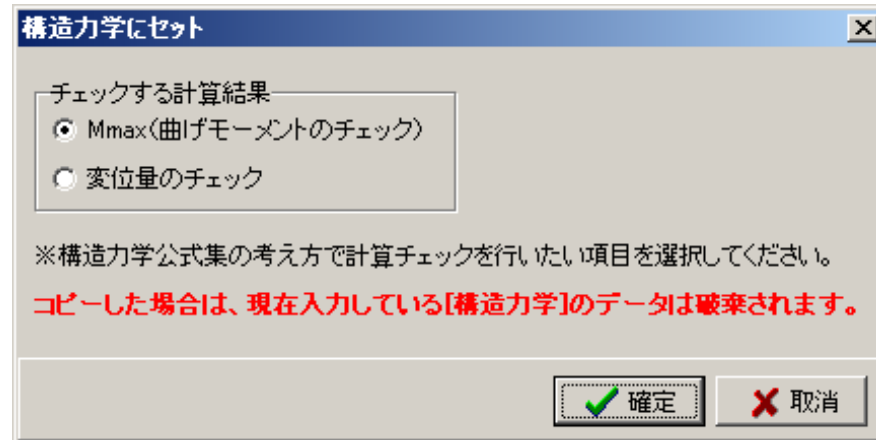 構造力学にセット
チェックする計算結果
Mmax(曲げモーメントのチェック)
変位量のチェック
※構造力学公式集の考え方で計算チェックを行いたい項目を選択してください。
コピーした場合は、現在入力している[構造力学]のデータは破棄されます。
確定
取消